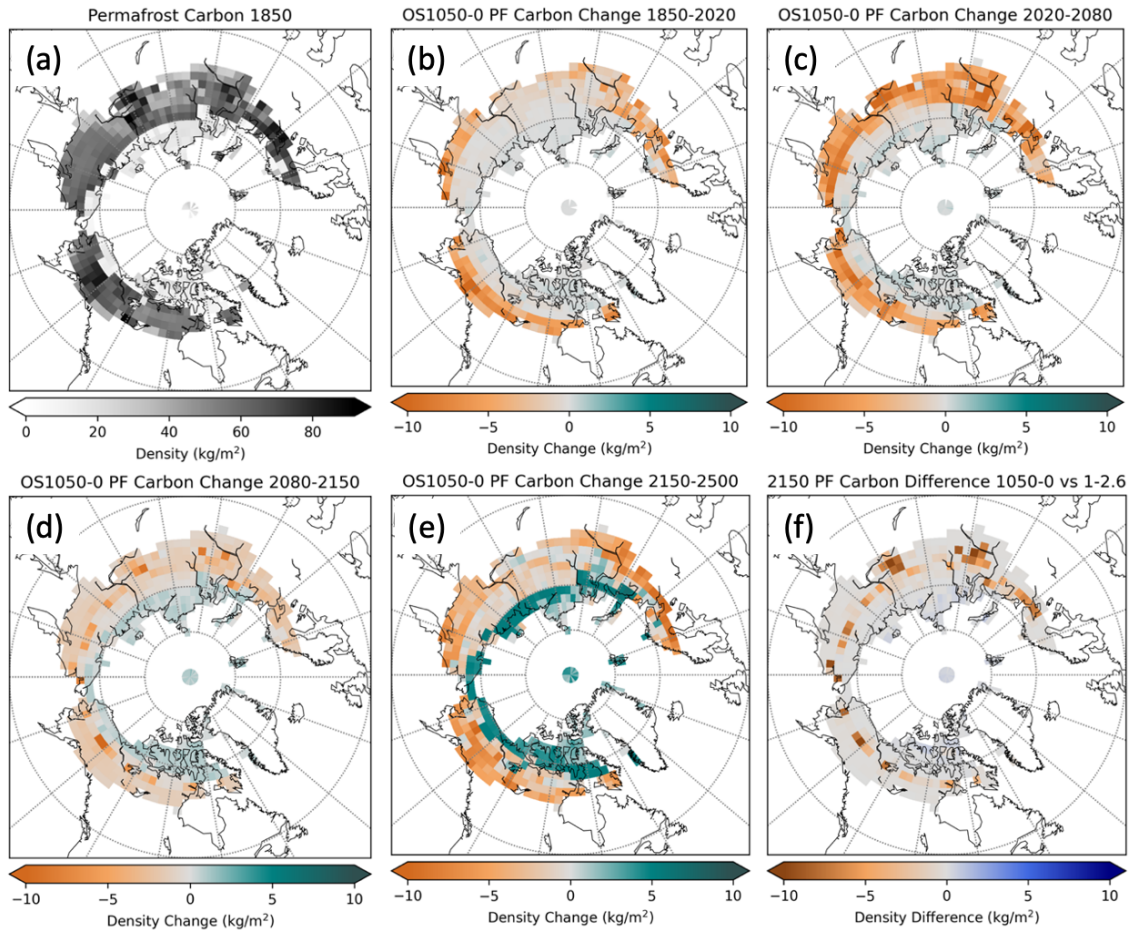 Permafrost Carbon 1850
OS1050-0 PF Carbon Change 1850-2020
OS1050-0 PF Carbon Change 2020-2080
(a)
(b)
(c)
0 20 40 60 80
Density (kg/m²)
−10 −5 0 5 10
Density Change (kg/m²)
−10 −5 0 5 10
Density Change (kg/m²)
OS1050-0 PF Carbon Change 2080-2150
OS1050-0 PF Carbon Change 2150-2500
2150 PF Carbon Difference 1050-0 vs 1-2.6
(d)
(e)
(f)
−10 −5 0 5 10
Density Change (kg/m²)
−10 −5 0 5 10
Density Change (kg/m²)
−10 −5 0 5 10
Density Difference (kg/m²)